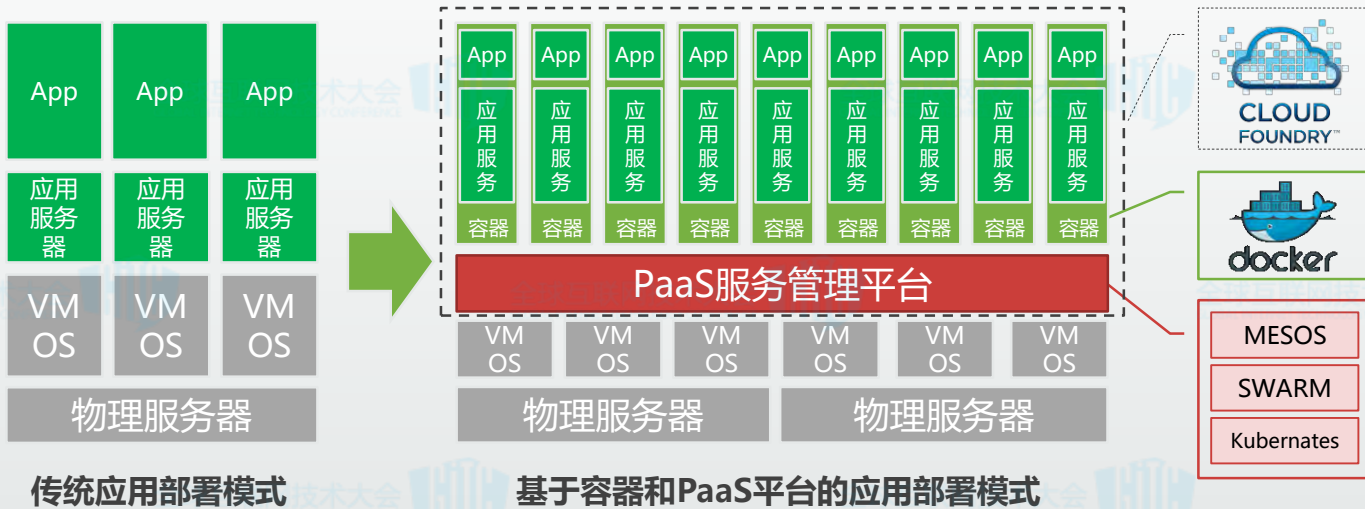 App App App
应用服务器 应用服务器 应用服务器
VM OS VM OS VM OS
物理服务器
传统应用部署模式
App App App App App App App App App
应用服务 应用服务 应用服务 应用服务 应用服务 应用服务 应用服务 应用服务 应用服务
容器 容器 容器 容器 容器 容器 容器 容器 容器
PaaS服务管理平台
VM OS VM OS VM OS VM OS VM OS VM OS
物理服务器 物理服务器
基于容器和PaaS平台的应用部署模式
CLOUD
FOUNDRY™
docker
MESOS
SWARM
Kubernates